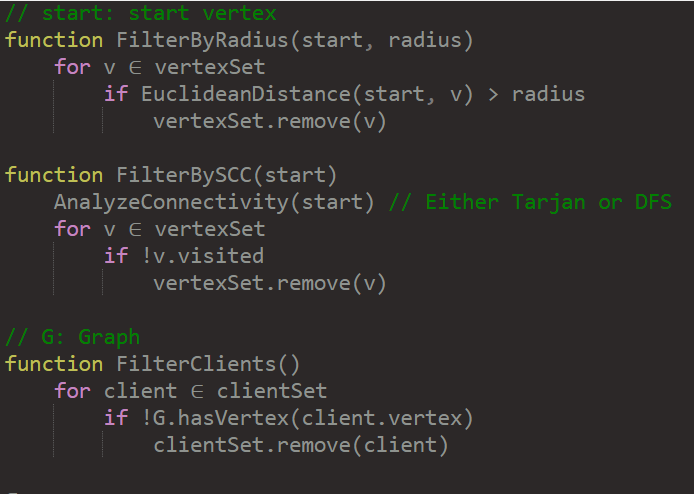 // start: start vertex
function FilterByRadius(start, radius)
    for v ∈ vertexSet
        if EuclideanDistance(start, v) > radius
            vertexSet.remove(v)

function FilterBySCC(start)
    AnalyzeConnectivity(start) // Either Tarjan or DFS
    for v ∈ vertexSet
        if !v.visited
            vertexSet.remove(v)

// G: Graph
function FilterClients()
    for client ∈ clientSet
        if !G.hasVertex(client.vertex)
            clientSet.remove(client)